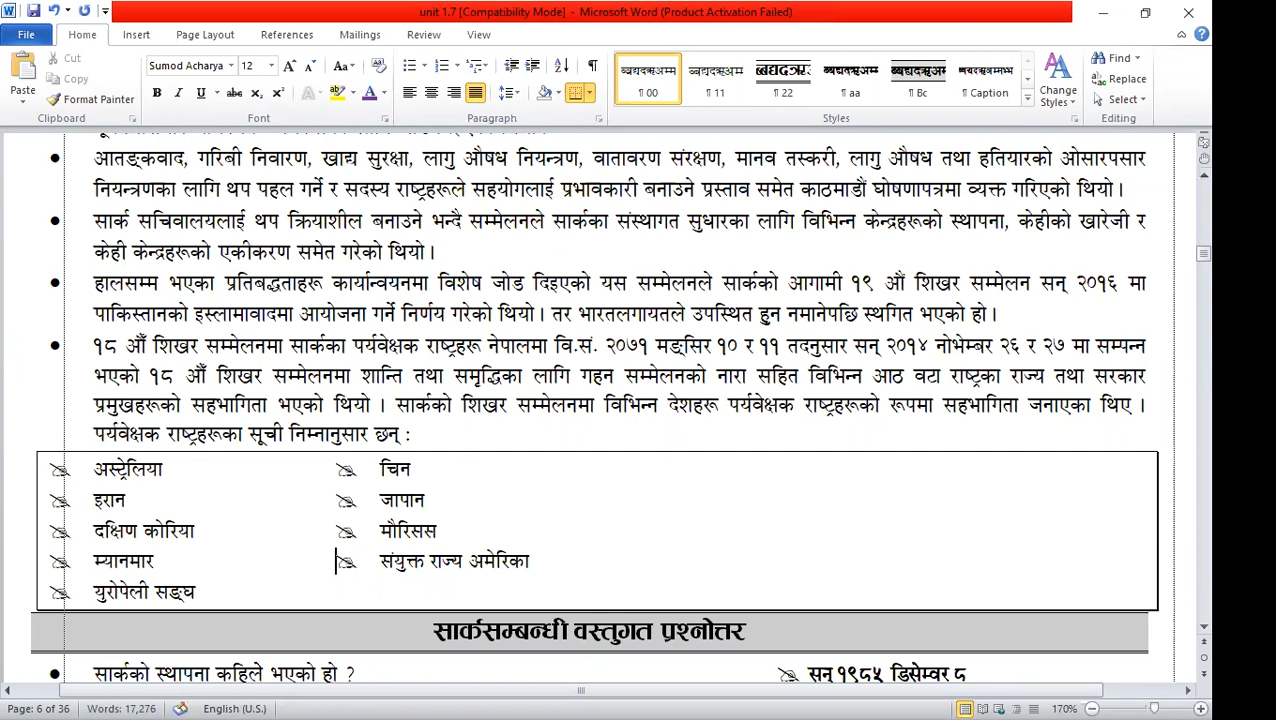 unit 1.7 [Compatibility Mode] - Microsoft Word (Product Activation Failed)
File Home Insert Page Layout References Mailings Review View
Paste Cut Copy Format Painter Clipboard
Sumod Acharya 12 Font
Paragraph
¶ 00 ¶ 11 ¶ 22 ¶ aa ¶ Bc ¶ Caption Change Styles Styles
Find Replace Select Editing
आतङ्कवाद, गरिबी निवारण, खाद्य सुरक्षा, लागु औषध नियन्त्रण, वातावरण संरक्षण, मानव तस्करी, लागु औषध तथा हतियारको ओसारपसार
नियन्त्रणका लागि थप पहल गर्ने र सदस्य राष्ट्रहरूले सहयोगलाई प्रभावकारी बनाउने प्रस्ताव समेत काठमाडौं घोषणापत्रमा व्यक्त गरिएको थियो ।
सार्क सचिवालयलाई थप क्रियाशील बनाउने भन्दै सम्मेलनले सार्कका संस्थागत सुधारका लागि विभिन्न केन्द्रहरूको स्थापना, केहीको खारेजी र
केही केन्द्रहरूको एकीकरण समेत गरेको थियो ।
हालसम्म भएका प्रतिबद्धताहरू कार्यान्वयनमा विशेष जोड दिइएको यस सम्मेलनले सार्कको आगामी १९ औं शिखर सम्मेलन सन् २०१६ मा
पाकिस्तानको इस्लामावादमा आयोजना गर्ने निर्णय गरेको थियो । तर भारतलगायतले उपस्थित हुन नमानेपछि स्थगित भएको हो ।
१८ औँ शिखर सम्मेलनमा सार्कका पर्यवेक्षक राष्ट्रहरू नेपालमा वि.सं. २०७१ मङ्सिर १० र ११ तदनुसार सन् २०१४ नोभेम्बर २६ र २७ मा सम्पन्न
भएको १८ औँ शिखर सम्मेलनमा शान्ति तथा समृद्धिका लागि गहन सम्मेलनको नारा सहित विभिन्न आठ वटा राष्ट्रका राज्य तथा सरकार
प्रमुखहरूको सहभागिता भएको थियो । सार्कको शिखर सम्मेलनमा विभिन्न देशहरू पर्यवेक्षक राष्ट्रहरूको रूपमा सहभागिता जनाएका थिए ।
पर्यवेक्षक राष्ट्रहरूका सूची निम्नानुसार छन् :
अस्ट्रेलिया चिन
इरान जापान
दक्षिण कोरिया मौरिसस
म्यानमार संयुक्त राज्य अमेरिका
युरोपेली सङ्घ
सार्कसम्बन्धी वस्तुगत प्रश्नोत्तर
सार्कको स्थापना कहिले भएको हो ? सन् १९८५ डिसेम्बर ८
Page: 6 of 36 Words: 17,276 English (U.S.) 170%